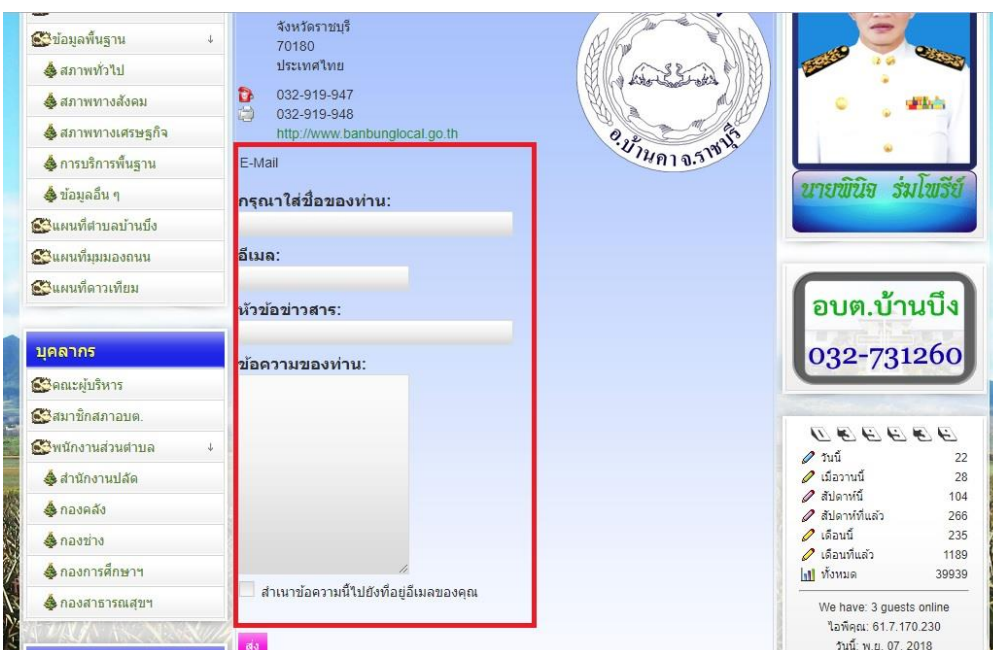 ข้อมูลพื้นฐาน
สภาพทั่วไป
สภาพทางสังคม
สภาพทางเศรษฐกิจ
การบริการพื้นฐาน
ข้อมูลอื่น ๆ
แผนที่ตำบลบ้านบึง
แผนที่มุมมองถนน
แผนที่ดาวเทียม
บุคลากร
คณะผู้บริหาร
สมาชิกสภาอบต.
พนักงานส่วนตำบล
สำนักงานปลัด
กองคลัง
กองช่าง
กองการศึกษาฯ
กองสาธารณสุขฯ
จังหวัดราชบุรี
70180
ประเทศไทย
032-919-947
032-919-948
http://www.banbunglocal.go.th
E-Mail
กรุณาใส่ชื่อของท่าน:
อีเมล:
หัวข้อข่าวสาร:
ข้อความของท่าน:
สำเนาข้อความนี้ไปยังที่อยู่อีเมลของคุณ
ส่ง
อ.บ้านคา จ.ราชบุรี
นายพินิจ ร่มโพรีย์
อบต.บ้านบึง
032-731260
วันนี้ 22
เมื่อวานนี้ 28
สัปดาห์นี้ 104
สัปดาห์ที่แล้ว 266
เดือนนี้ 235
เดือนที่แล้ว 1189
ทั้งหมด 39939
We have: 3 guests online
ไอพีคุณ: 61.7.170.230
วันนี้: พ.ย. 07, 2018